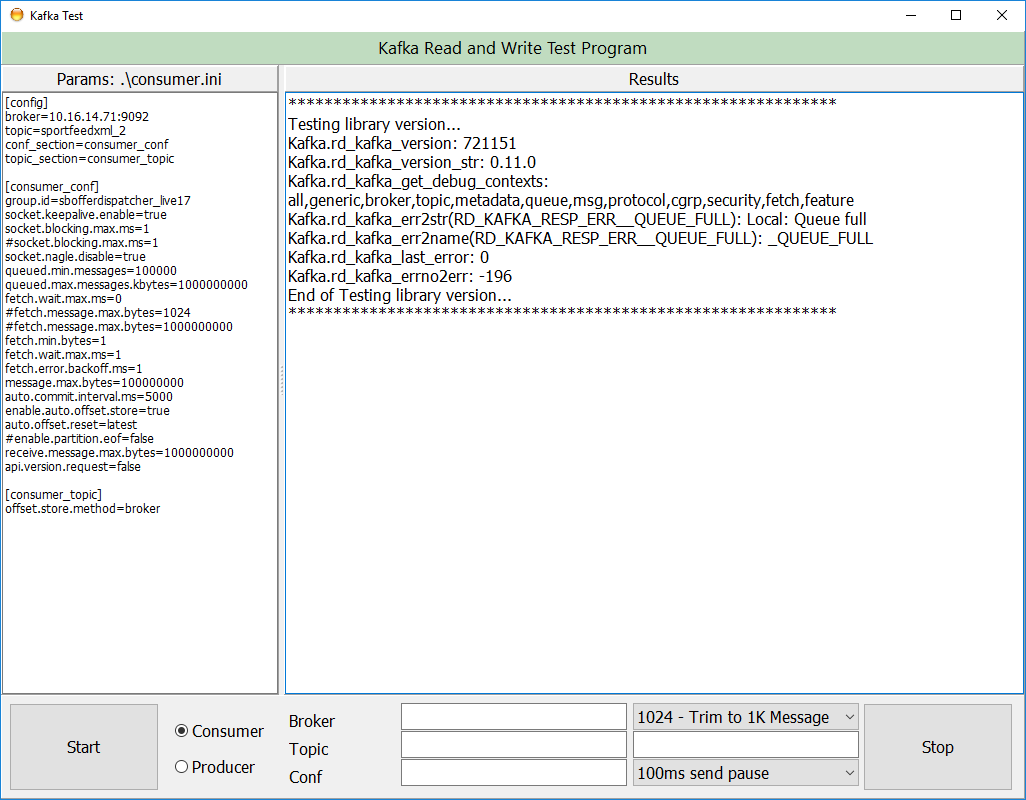 Kafka Test
Kafka Read and Write Test Program
Params: .\consumer.ini
[config]
broker=10.16.14.71:9092
topic=sportfeedxml_2
conf_section=consumer_conf
topic_section=consumer_topic
[consumer_conf]
group.id=sbofferdispatcher_live17
socket.keepalive.enable=true
socket.blocking.max.ms=1
#socket.blocking.max.ms=1
socket.nagle.disable=true
queued.min.messages=100000
queued.max.messages.kbytes=1000000000
fetch.wait.max.ms=0
#fetch.message.max.bytes=1024
#fetch.message.max.bytes=1000000000
fetch.min.bytes=1
fetch.wait.max.ms=1
fetch.error.backoff.ms=1
message.max.bytes=100000000
auto.commit.interval.ms=5000
enable.auto.offset.store=true
auto.offset.reset=latest
#enable.partition.eof=false
receive.message.max.bytes=1000000000
api.version.request=false
[consumer_topic]
offset.store.method=broker
Results
*************************************************************
Testing library version...
Kafka.rd_kafka_version: 721151
Kafka.rd_kafka_version_str: 0.11.0
Kafka.rd_kafka_get_debug_contexts:
all,generic,broker,topic,metadata,queue,msg,protocol,cgrp,security,fetch,feature
Kafka.rd_kafka_err2str(RD_KAFKA_RESP_ERR__QUEUE_FULL): Local: Queue full
Kafka.rd_kafka_err2name(RD_KAFKA_RESP_ERR__QUEUE_FULL): _QUEUE_FULL
Kafka.rd_kafka_last_error: 0
Kafka.rd_kafka_errno2err: -196
End of Testing library version...
*************************************************************
Start
Consumer
Producer
Broker
Topic
Conf
1024 - Trim to 1K Message
100ms send pause
Stop